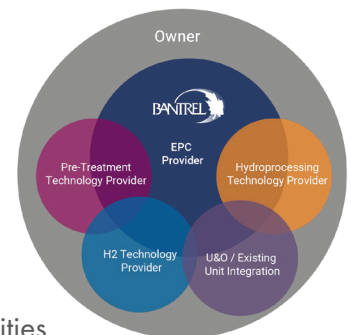 Owner
BANTREL
EPC
Provider
Pre-Treatment
Technology Provider
Hydroprocessing
Technology Provider
H2 Technology
Provider
U&O / Existing
Unit Integration
ities